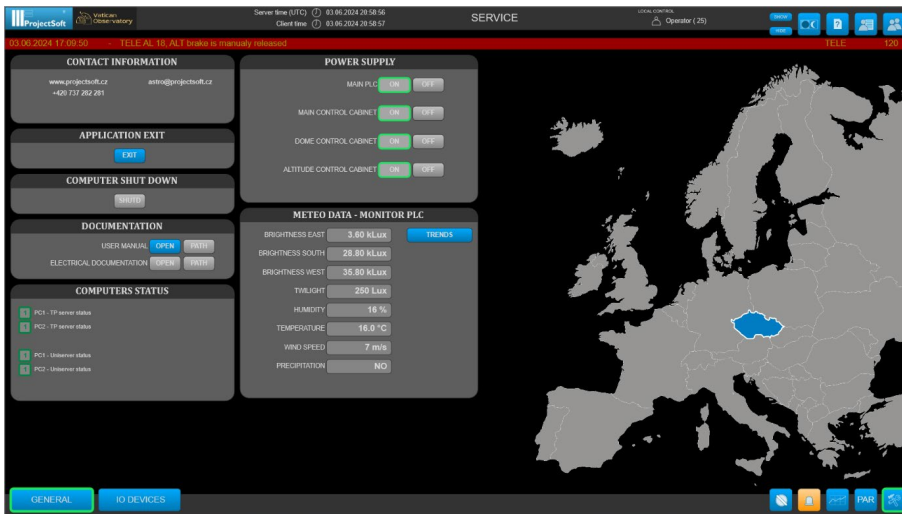 ProjectSoft
Vatican
Observatory
Server time (UTC) 03.06.2024 20:58:56
Client time 03.06.2024 20:58:57
SERVICE
LOCAL CONTROL
Operator ( 25)
SHOW
HIDE
03.06.2024 17:09:50 - TELE AL 18, ALT brake is manualy released TELE 120
CONTACT INFORMATION
www.projectsoft.cz astro@projectsoft.cz
+420 737 282 281
APPLICATION EXIT
EXIT
COMPUTER SHUT DOWN
SHUTD
DOCUMENTATION
USER MANUAL OPEN PATH
ELECTRICAL DOCUMENTATION OPEN PATH
COMPUTERS STATUS
1 PC1 - TP server status
1 PC2 - TP server status
1 PC1 - Uniserver status
1 PC2 - Uniserver status
POWER SUPPLY
MAIN PLC ON OFF
MAIN CONTROL CABINET ON OFF
DOME CONTROL CABINET ON OFF
ALTITUDE CONTROL CABINET ON OFF
METEO DATA - MONITOR PLC
BRIGHTNESS EAST 3.60 kLux TRENDS
BRIGHTNESS SOUTH 28.80 kLux
BRIGHTNESS WEST 35.80 kLux
TWILIGHT 250 Lux
HUMIDITY 16 %
TEMPERATURE 16.0 °C
WIND SPEED 7 m/s
PRECIPITATION NO
GENERAL
IO DEVICES
PAR